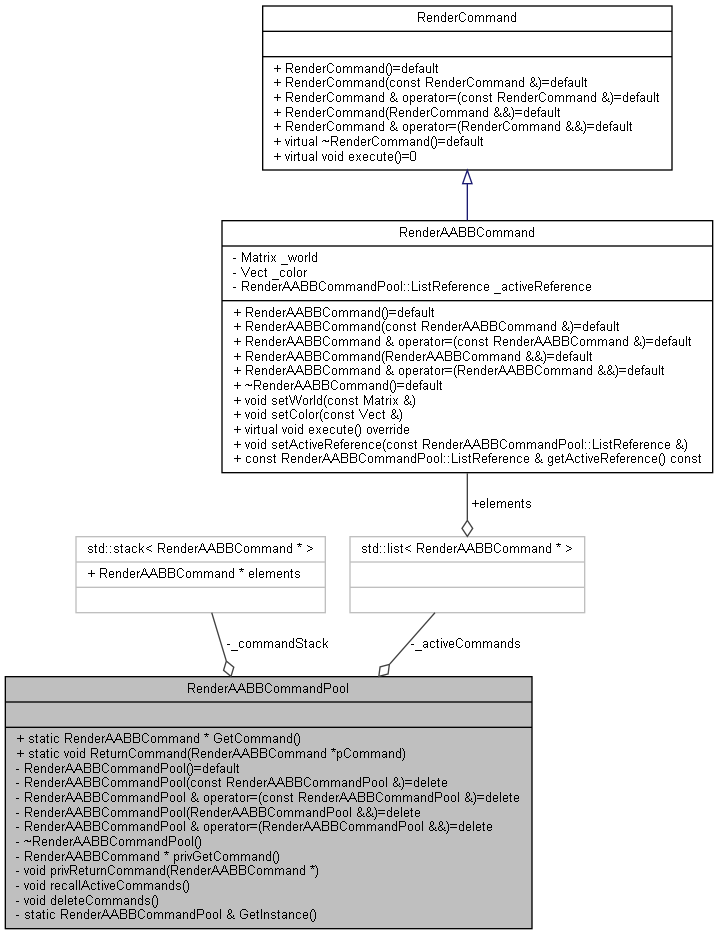 RenderCommand
+ RenderCommand()=default
+ RenderCommand(const RenderCommand &)=default
+ RenderCommand & operator=(const RenderCommand &)=default
+ RenderCommand(RenderCommand &&)=default
+ RenderCommand & operator=(RenderCommand &&)=default
+ virtual ~RenderCommand()=default
+ virtual void execute()=0
RenderAABBCommand
- Matrix _world
- Vect _color
- RenderAABBCommandPool::ListReference _activeReference
+ RenderAABBCommand()=default
+ RenderAABBCommand(const RenderAABBCommand &)=default
+ RenderAABBCommand & operator=(const RenderAABBCommand &)=default
+ RenderAABBCommand(RenderAABBCommand &&)=default
+ RenderAABBCommand & operator=(RenderAABBCommand &&)=default
+ ~RenderAABBCommand()=default
+ void setWorld(const Matrix &)
+ void setColor(const Vect &)
+ virtual void execute() override
+ void setActiveReference(const RenderAABBCommandPool::ListReference &)
+ const RenderAABBCommandPool::ListReference & getActiveReference() const
+elements
std::stack< RenderAABBCommand * >
+ RenderAABBCommand * elements
std::list< RenderAABBCommand * >
-_commandStack
-_activeCommands
RenderAABBCommandPool
+ static RenderAABBCommand * GetCommand()
+ static void ReturnCommand(RenderAABBCommand *pCommand)
- RenderAABBCommandPool()=default
- RenderAABBCommandPool(const RenderAABBCommandPool &)=delete
- RenderAABBCommandPool & operator=(const RenderAABBCommandPool &)=delete
- RenderAABBCommandPool(RenderAABBCommandPool &&)=delete
- RenderAABBCommandPool & operator=(RenderAABBCommandPool &&)=delete
- ~RenderAABBCommandPool()
- RenderAABBCommand * privGetCommand()
- void privReturnCommand(RenderAABBCommand *)
- void recallActiveCommands()
- void deleteCommands()
- static RenderAABBCommandPool & GetInstance()